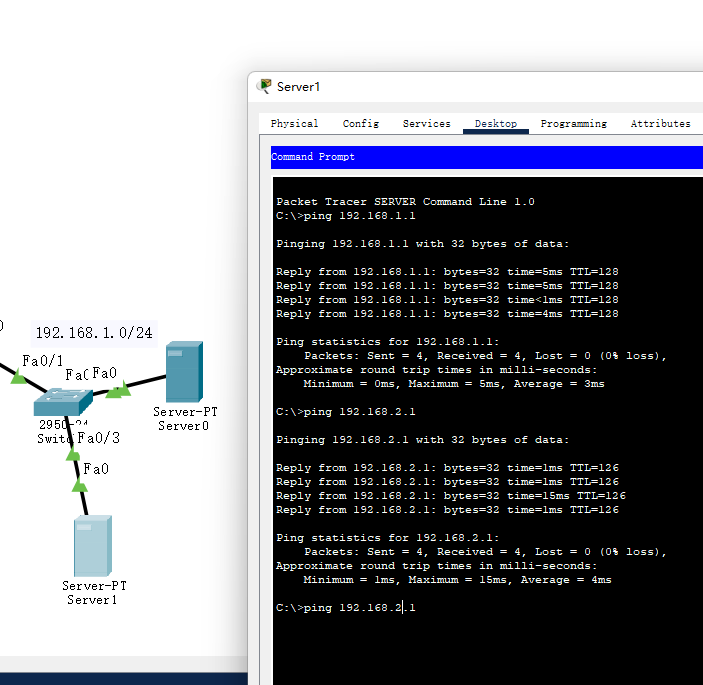 Server1
Physical Config Services Desktop Programming Attributes
Command Prompt
Packet Tracer SERVER Command Line 1.0
C:\>ping 192.168.1.1
Pinging 192.168.1.1 with 32 bytes of data:
Reply from 192.168.1.1: bytes=32 time=5ms TTL=128
Reply from 192.168.1.1: bytes=32 time=5ms TTL=128
Reply from 192.168.1.1: bytes=32 time<1ms TTL=128
Reply from 192.168.1.1: bytes=32 time=4ms TTL=128
Ping statistics for 192.168.1.1:
Packets: Sent = 4, Received = 4, Lost = 0 (0% loss),
Approximate round trip times in milli-seconds:
Minimum = 0ms, Maximum = 5ms, Average = 3ms
C:\>ping 192.168.2.1
Pinging 192.168.2.1 with 32 bytes of data:
Reply from 192.168.2.1: bytes=32 time=1ms TTL=126
Reply from 192.168.2.1: bytes=32 time=1ms TTL=126
Reply from 192.168.2.1: bytes=32 time=15ms TTL=126
Reply from 192.168.2.1: bytes=32 time=1ms TTL=126
Ping statistics for 192.168.2.1:
Packets: Sent = 4, Received = 4, Lost = 0 (0% loss),
Approximate round trip times in milli-seconds:
Minimum = 1ms, Maximum = 15ms, Average = 4ms
C:\>ping 192.168.2.1
192.168.1.0/24
Fa0/1
Fa0
Server-PT
Server0
Fa0/3
Fa0
Server-PT
Server1